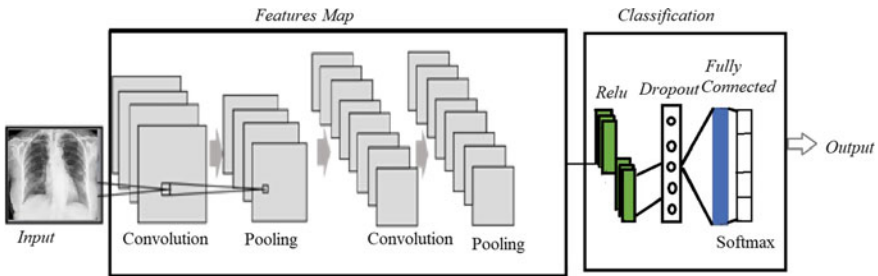 Features Map
Classification
Fully
Relu Dropout Connected
Output
Input
Convolution Pooling Convolution Pooling
Softmax